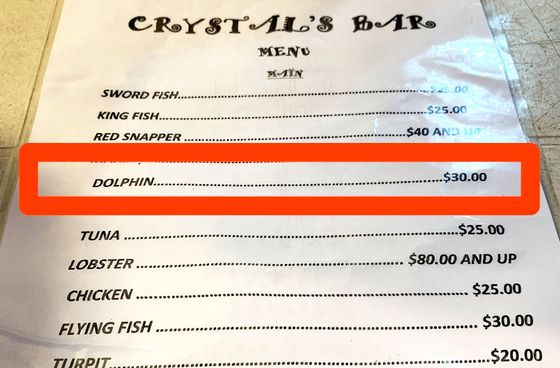 CRYSTAL'S BAR
MENU
MAIN
SWORD FISH
KING FISH $25.00
RED SNAPPER $40 AND UP
DOLPHIN $30.00
TUNA $25.00
LOBSTER $80.00 AND UP
CHICKEN $25.00
FLYING FISH $30.00
TURPIT $20.00